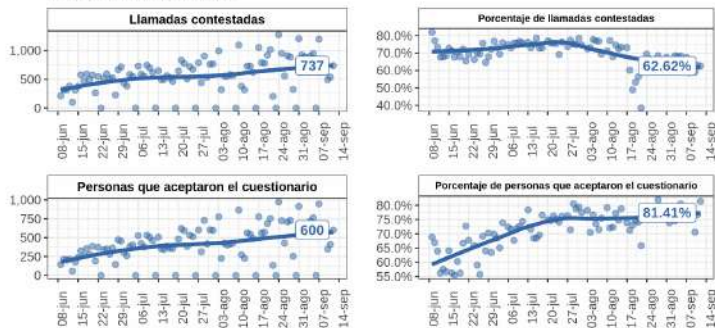 Llamadas contestadas
1,000
500
0
737
08-jun
15-jun
22-jun
29-jun
06-jul
13-jul
20-jul
27-jul
03-ago
10-ago
17-ago
24-ago
31-ago
07-sep
14-sep
Porcentaje de llamadas contestadas
80.0%
70.0%
60.0%
50.0%
40.0%
62.62%
08-jun
15-jun
22-jun
29-jun
06-jul
13-jul
20-jul
27-jul
03-ago
10-ago
17-ago
24-ago
31-ago
07-sep
14-sep
Personas que aceptaron el cuestionario
1,000
750
500
250
0
600
08-jun
15-jun
22-jun
29-jun
06-jul
13-jul
20-jul
27-jul
03-ago
10-ago
17-ago
24-ago
31-ago
07-sep
14-sep
Porcentaje de personas que aceptaron el cuestionario
80.0%
75.0%
70.0%
65.0%
60.0%
55.0%
81.41%
08-jun
15-jun
22-jun
29-jun
06-jul
13-jul
20-jul
27-jul
03-ago
10-ago
17-ago
24-ago
31-ago
07-sep
14-sep